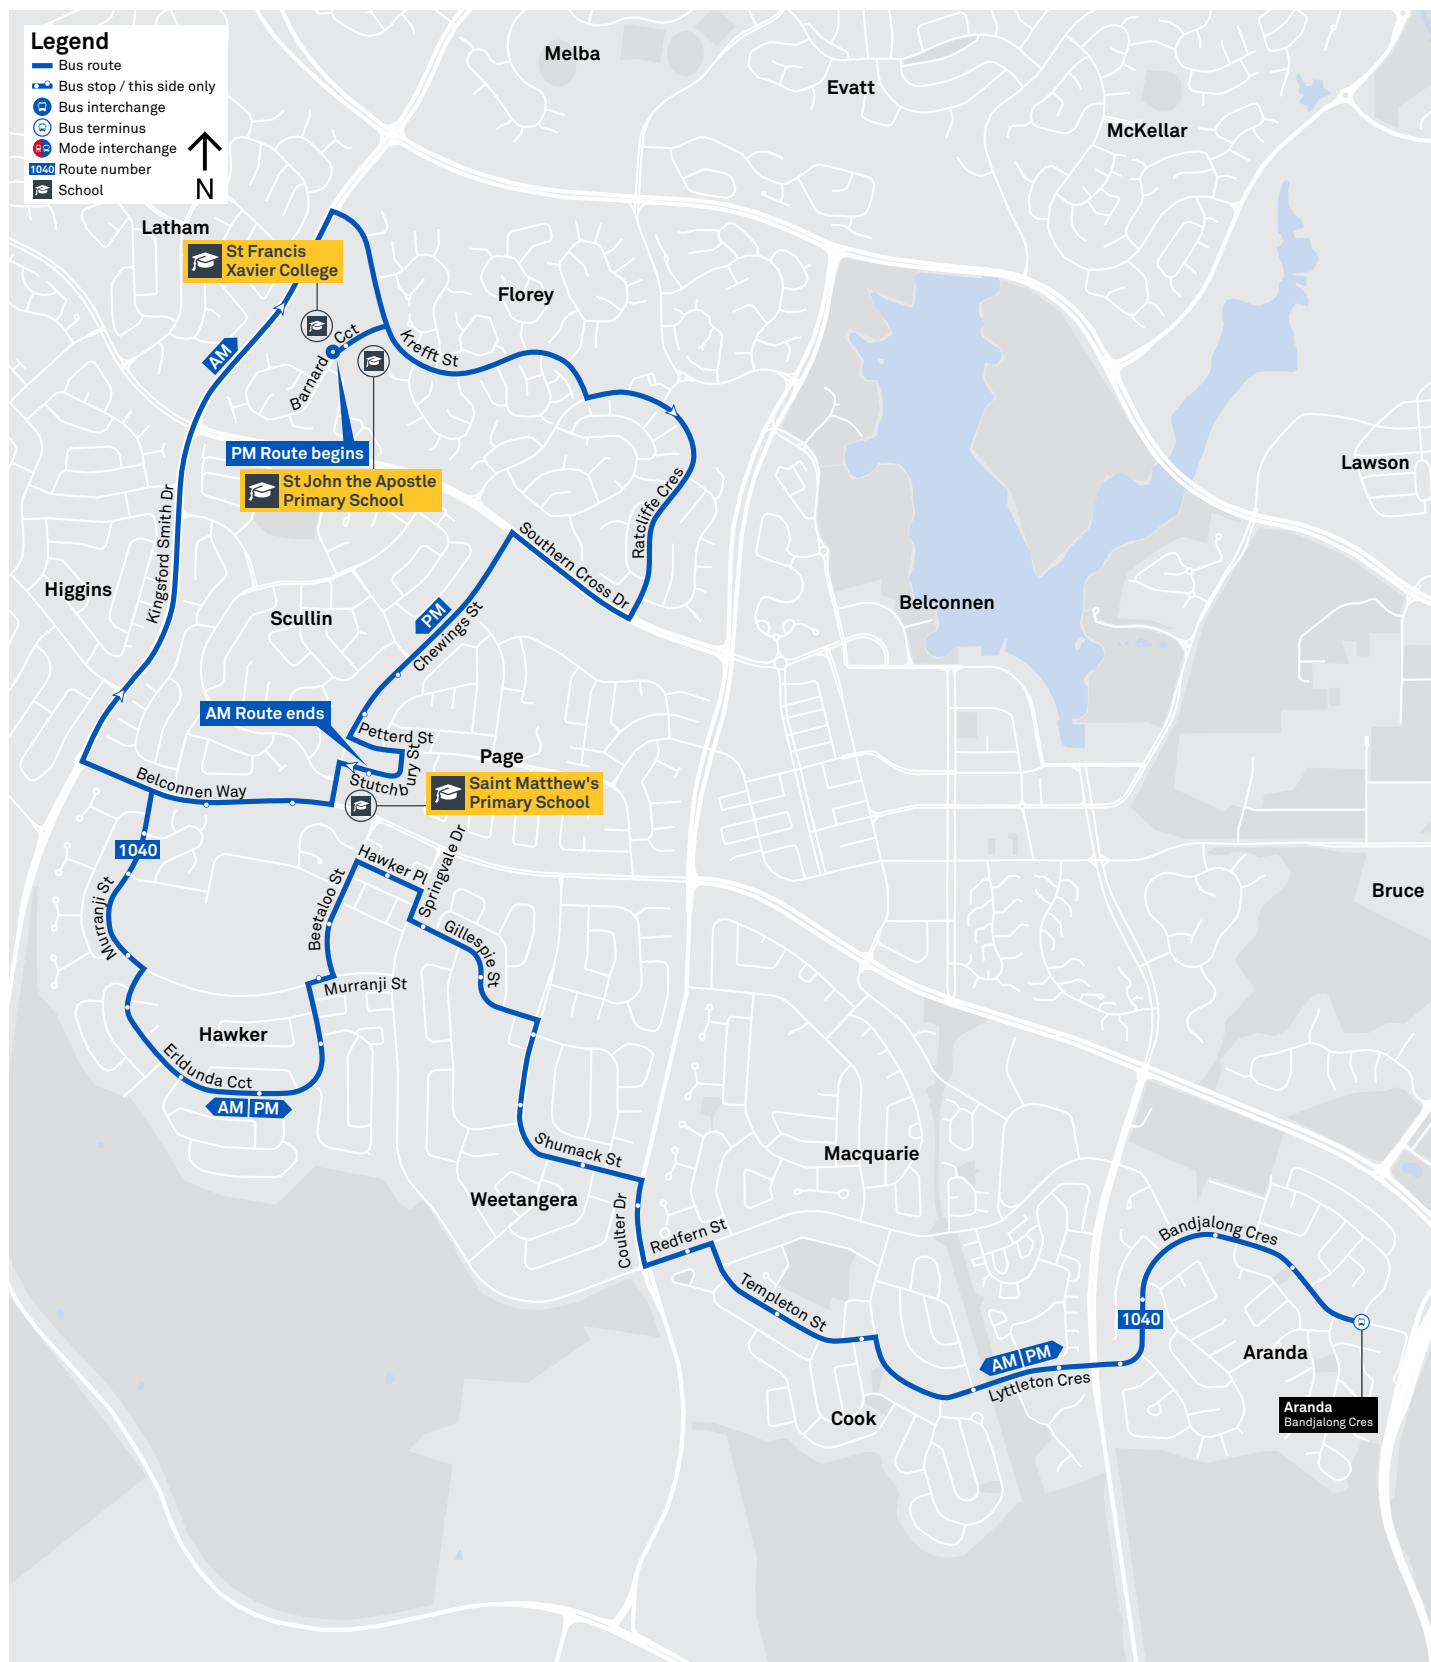 Legend
Bus route
Bus stop / this side only
Bus interchange
Bus terminus
Mode interchange
1040 Route number
School
N
Melba
Evatt
McKellar
Latham
St Francis
Xavier College
Florey
AM
Barnard Cct
Krefft St
PM Route begins
St John the Apostle
Primary School
Lawson
Kingsford Smith Dr
Ratcliffe Cres
Southern Cross Dr
Higgins
Scullin
Belconnen
PM
Chewings St
AM Route ends
Petterd St
Page
Stutchbury St
Saint Matthew's
Primary School
Belconnen Way
1040
Hawker Pl
Springvale Dr
Beetaloo St
Murranji St
Bruce
Gillespie St
Murranji St
Hawker
Erldunda Cct
AM PM
Shumack St
Macquarie
Weetangera
Coulter Dr
Redfern St
Bandjalong Cres
Templeton St
1040
AM PM
Aranda
Lyttleton Cres
Cook
Aranda
Bandjalong Cres